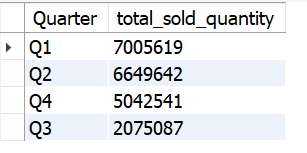 Quarter total_sold_quantity
Q1 7005619
Q2 6649642
Q4 5042541
Q3 2075087